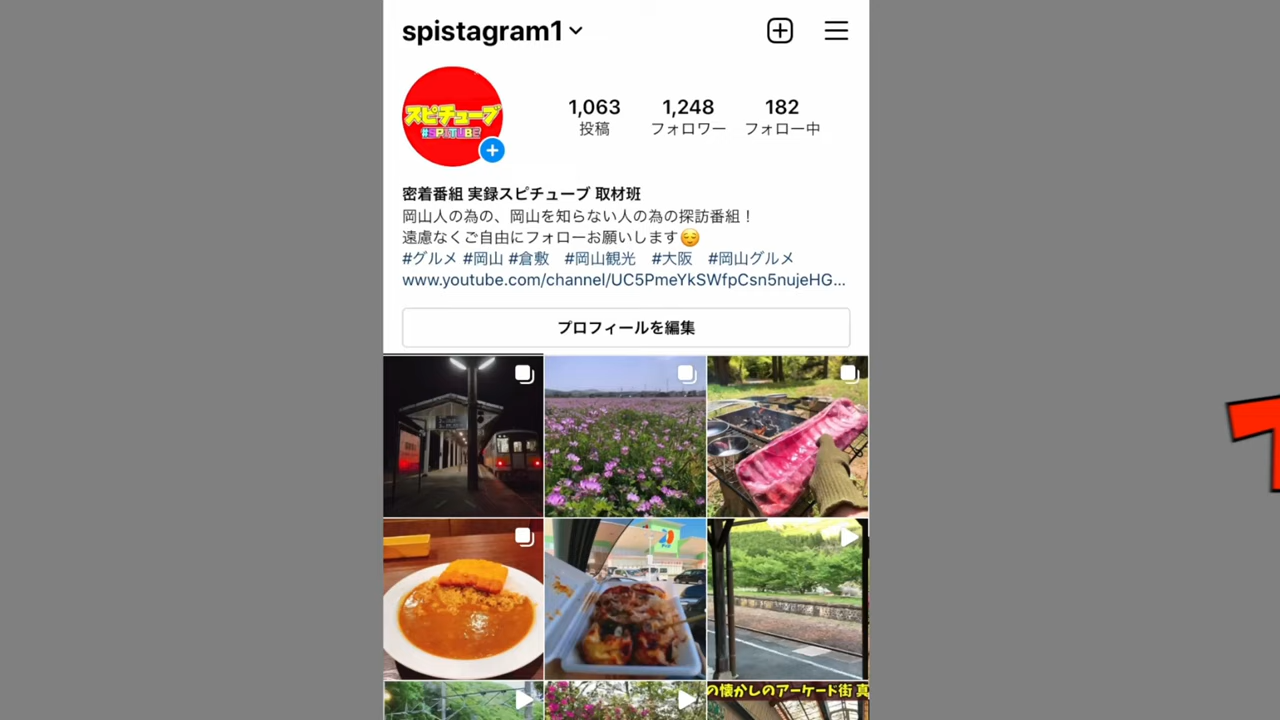 spistagram1
スピチューブ
#SPITUBE
1,063
投稿
1,248
フォロワー
182
フォロー中
密着番組 実録スピチューブ 取材班
岡山人の為の、岡山を知らない人の為の探訪番組！
遠慮なくご自由にフォローお願いします😌
#グルメ #岡山 #倉敷　#岡山観光　#大阪　#岡山グルメ
www.youtube.com/channel/UC5PmeYkSWfpCsn5nujeHG...
プロフィールを編集
の懐かしのアーケード街 真